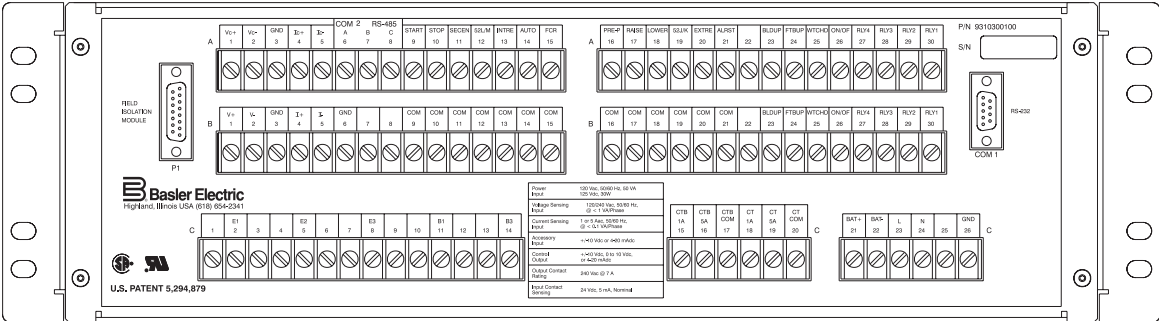 COM 2 RS-485
Vc+ Vc- GND Ic+ Ic- A B C START STOP SECEN 52L/M INTRE AUTO FCR
A 1 2 3 4 5 6 7 8 9 10 11 12 13 14 15
PRE-P RAISE LOWER 52J/K EXTRE ALRST BLDUP FTBUP WTCHD ON/OF RLY4 RLY3 RLY2 RLY1
A 16 17 18 19 20 21 22 23 24 25 26 27 28 29 30
P/N 9310300100
S/N
FIELD
ISOLATION
MODULE
P1
V+ V- GND I+ I- GND COM COM COM COM COM COM COM
B 1 2 3 4 5 6 7 8 9 10 11 12 13 14 15
COM COM COM COM COM COM BLDUP FTBUP WTCHD ON/OF RLY4 RLY3 RLY2 RLY1
B 16 17 18 19 20 21 22 23 24 25 26 27 28 29 30
RS-232
COM 1
Basler Electric
Highland, Illinois USA (618) 654-2341
E1 E2 E3 B1 B3
C 1 2 3 4 5 6 7 8 9 10 11 12 13 14
Power Input 120 Vac, 50/60 Hz, 50 VA
125 Vdc, 30W
Voltage Sensing Input 120/240 Vac, 50/60 Hz,
@ < 1 VA/Phase
Current Sensing Input 1 or 5 Aac, 50/60 Hz,
@ < 0.1 VA/Phase
Accessory Input +/-10 Vdc or 4-20 mAdc
Control Output +/-10 Vdc, 0 to 10 Vdc,
or 4-20 mAdc
Output Contact Rating 240 Vac @ 7 A
Input Contact Sensing 24 Vdc, 5 mA, Nominal
CTB CTB CTB CT CT CT
1A 5A COM 1A 5A COM
15 16 17 18 19 20 C
BAT+ BAT- L N GND
21 22 23 24 25 26 C
U.S. PATENT 5,294,879